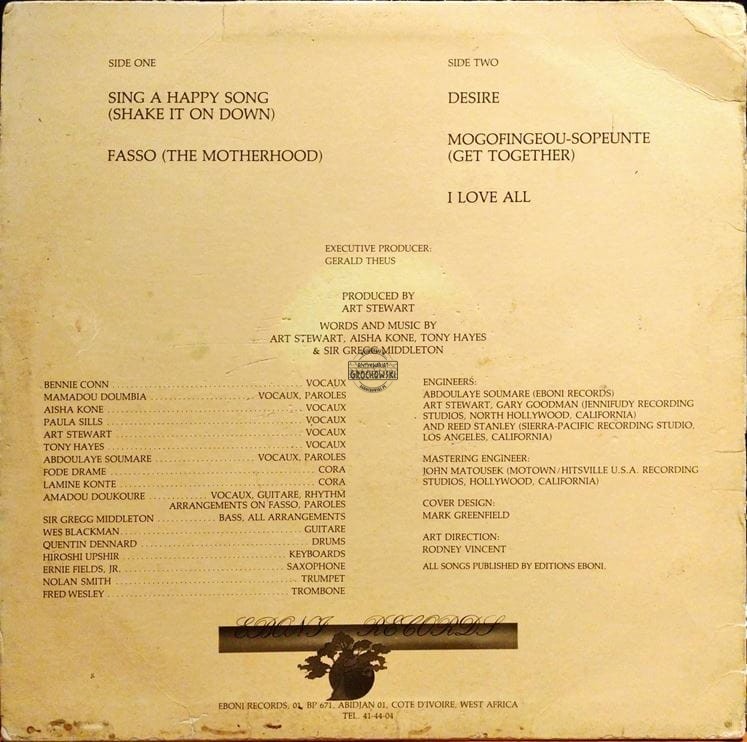 SIDE ONE
SING A HAPPY SONG
(SHAKE IT ON DOWN)
FASSO (THE MOTHERHOOD)
SIDE TWO
DESIRE
MOGOFINGEOU-SOPEUNTE
(GET TOGETHER)
I LOVE ALL
EXECUTIVE PRODUCER:
GERALD THEUS
PRODUCED BY
ART STEWART
WORDS AND MUSIC BY
ART STEWART, AISHA KONE, TONY HAYES
& SIR GREGG MIDDLETON
GROCHOWSKI
BENNIE CONN . . . . . . . . . . VOCAUX
MAMADOU DOUMBIA . . . . . . . . . . VOCAUX, PAROLES
AISHA KONE . . . . . . . . . . VOCAUX
PAULA SILLS . . . . . . . . . . VOCAUX
ART STEWART . . . . . . . . . . VOCAUX
TONY HAYES . . . . . . . . . . VOCAUX
ABDOULAYE SOUMARE . . . . . . . . . . VOCAUX, PAROLES
FODE DRAME . . . . . . . . . . CORA
LAMINE KONTE . . . . . . . . . . CORA
AMADOU DOUKOURE . . . . . . . . . . VOCAUX, GUITARE, RHYTHM
ARRANGEMENTS ON FASSO, PAROLES
SIR GREGG MIDDLETON . . . . . . . . . . BASS, ALL ARRANGEMENTS
WES BLACKMAN . . . . . . . . . . GUITARE
QUENTIN DENNARD . . . . . . . . . . DRUMS
HIROSHI UPSHIR . . . . . . . . . . KEYBOARDS
ERNIE FIELDS, JR. . . . . . . . . . . SAXOPHONE
NOLAN SMITH . . . . . . . . . . TRUMPET
FRED WESLEY . . . . . . . . . . TROMBONE
ENGINEERS:
ABDOULAYE SOUMARE (EBONI RECORDS)
ART STEWART, GARY GOODMAN (JENNIFUDY RECORDING
STUDIOS, NORTH HOLLYWOOD, CALIFORNIA)
AND REED STANLEY (SIERRA-PACIFIC RECORDING STUDIO,
LOS ANGELES, CALIFORNIA)
MASTERING ENGINEER:
JOHN MATOUSEK (MOTOWN/HITSVILLE U.S.A. RECORDING
STUDIOS, HOLLYWOOD, CALIFORNIA)
COVER DESIGN:
MARK GREENFIELD
ART DIRECTION:
RODNEY VINCENT
ALL SONGS PUBLISHED BY EDITIONS EBONI.
EBONI RECORDS
EBONI RECORDS, 01, BP 671, ABIDJAN 01, COTE D'IVOIRE, WEST AFRICA
TEL. 41-44-04